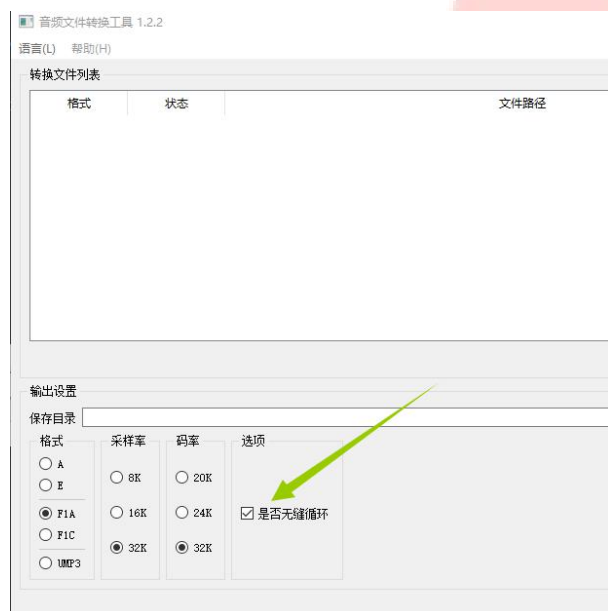 音频文件转换工具 1.2.2
语言(L) 帮助(H)
转换文件列表
格式 状态 文件路径
输出设置
保存目录
格式 采样率 码率 选项
A
E
8K 20K
F1A 16K 24K 是否无缝循环
F1C
32K 32K
UMP3